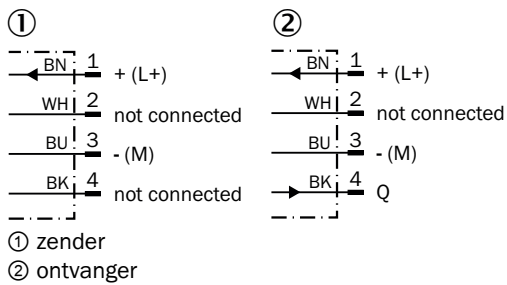 ①
BN 1 + (L+)
WH 2 not connected
BU 3 - (M)
BK 4 not connected
②
BN 1 + (L+)
WH 2 not connected
BU 3 - (M)
BK 4 Q
① zender
② ontvanger